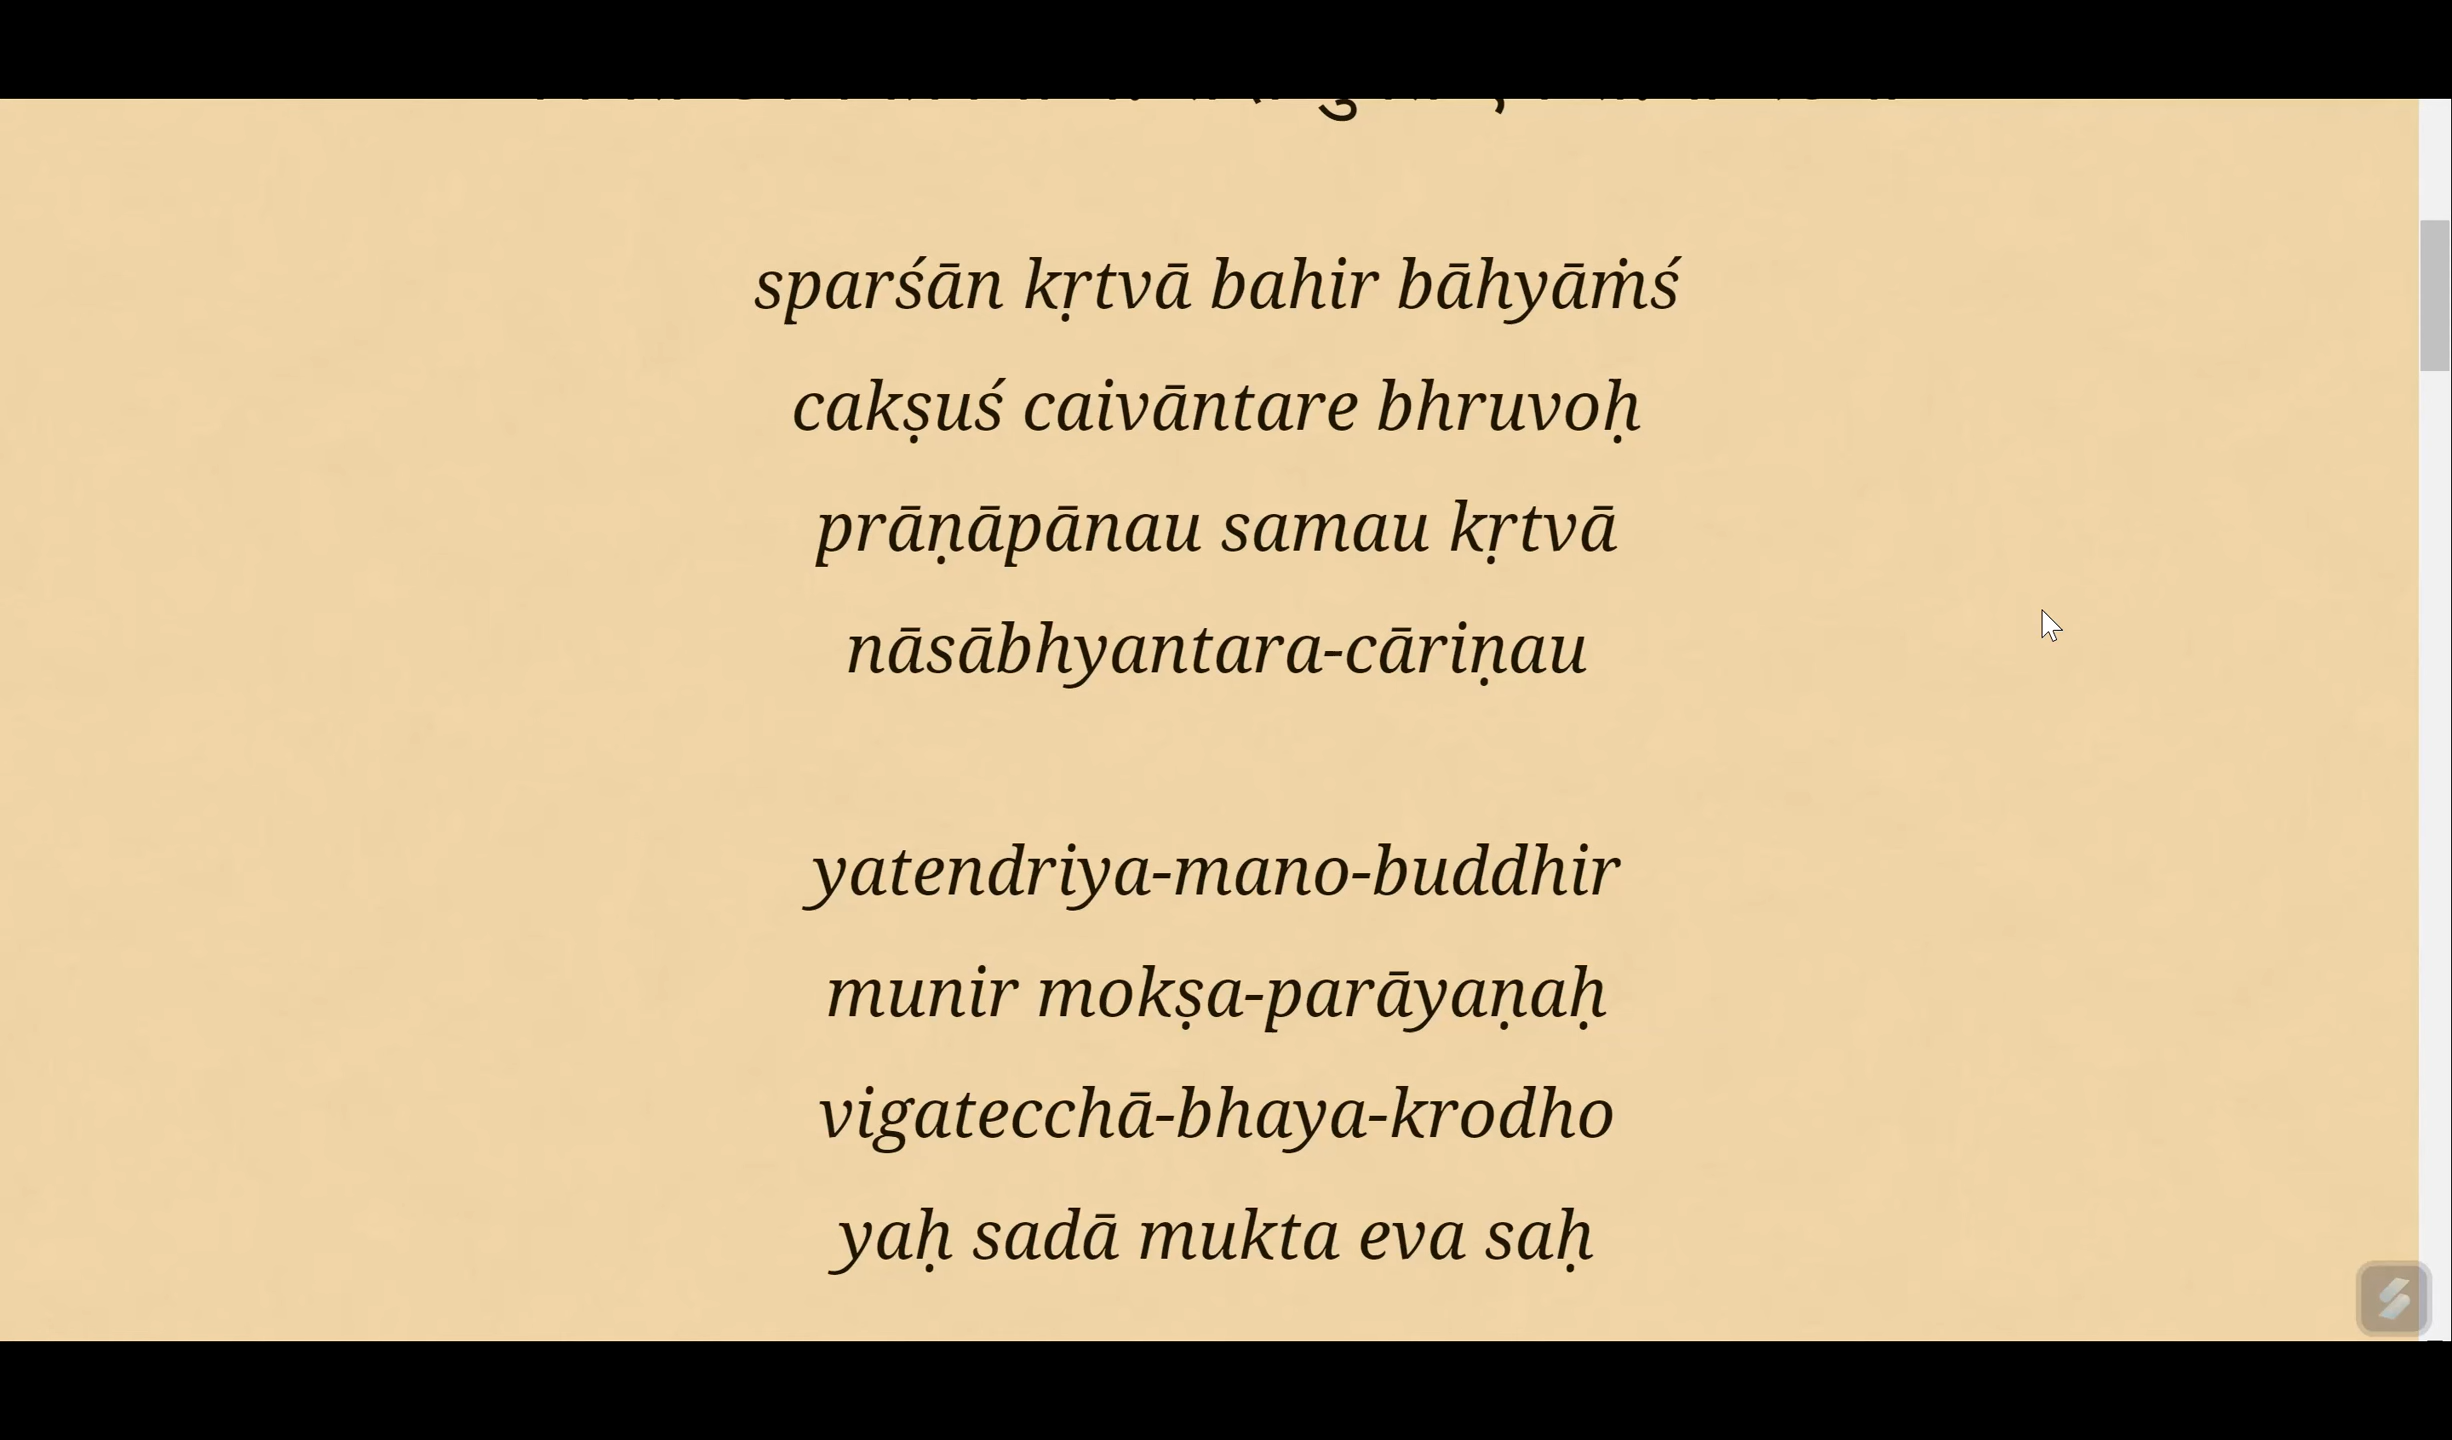 sparśān kṛtvā bahir bāhyāṁś
cakṣuś caivāntare bhruvoḥ
prāṇāpānau samau kṛtvā
nāsābhyantara-cāriṇau
yatendriya-mano-buddhir
munir mokṣa-parāyaṇaḥ
vigatecchā-bhaya-krodho
yaḥ sadā mukta eva saḥ